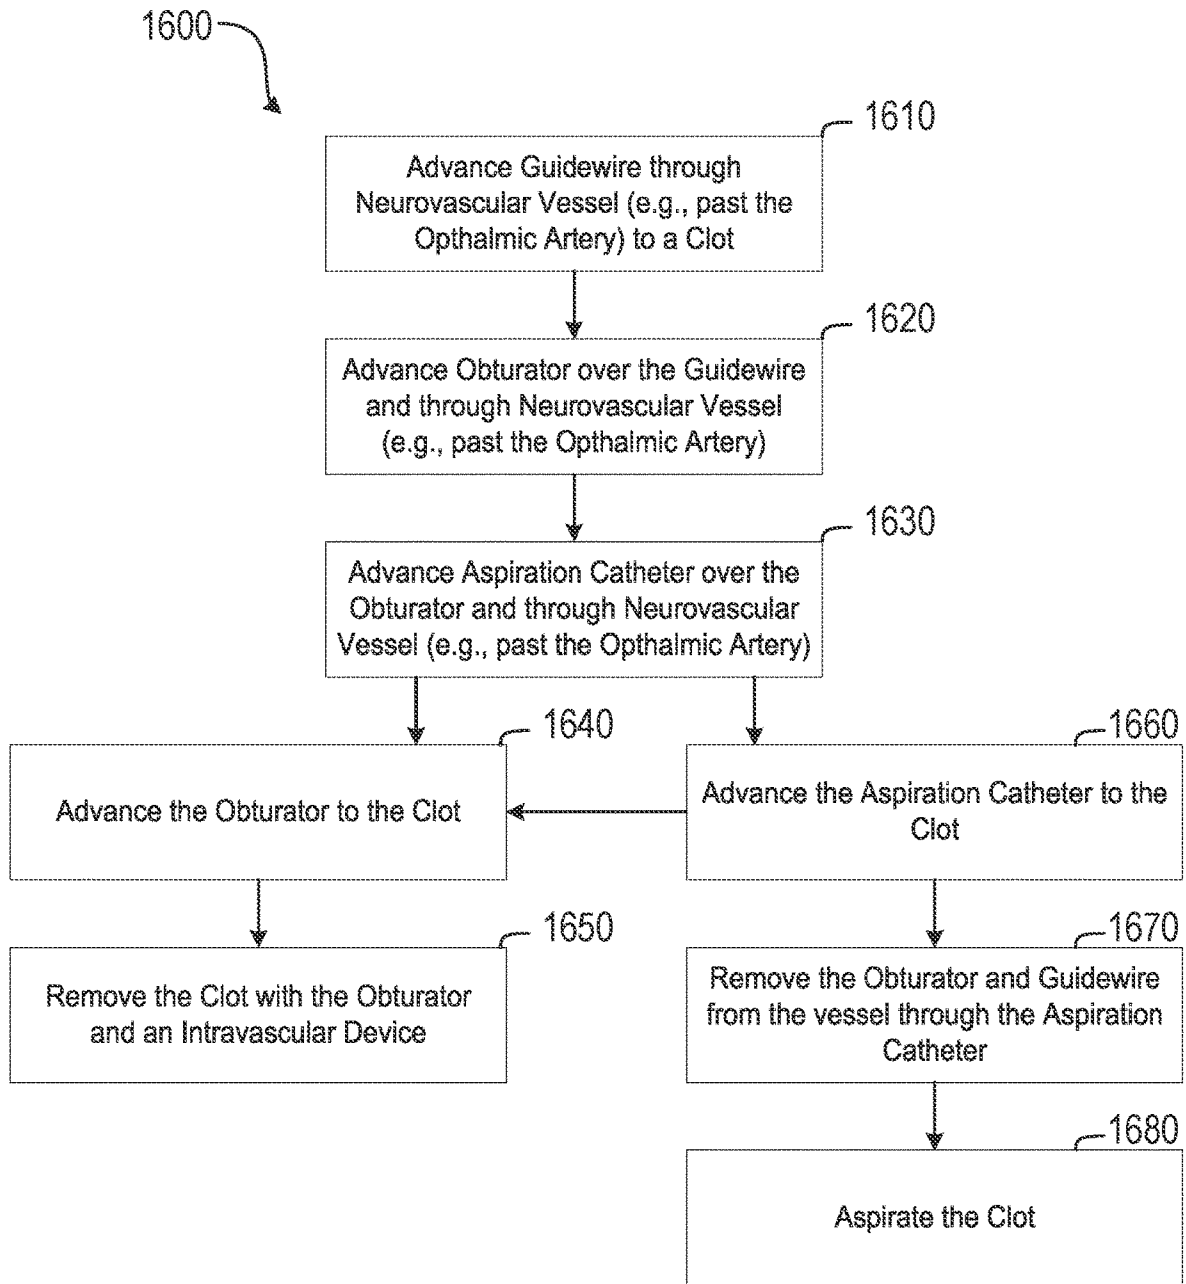 1600
1610
Advance Guidewire through
Neurovascular Vessel (e.g., past the
Opthalmic Artery) to a Clot
1620
Advance Obturator over the Guidewire
and through Neurovascular Vessel
(e.g., past the Opthalmic Artery)
1630
Advance Aspiration Catheter over the
Obturator and through Neurovascular
Vessel (e.g., past the Opthalmic Artery)
1640
Advance the Obturator to the Clot
1660
Advance the Aspiration Catheter to the
Clot
1650
Remove the Clot with the Obturator
and an Intravascular Device
1670
Remove the Obturator and Guidewire
from the vessel through the Aspiration
Catheter
1680
Aspirate the Clot